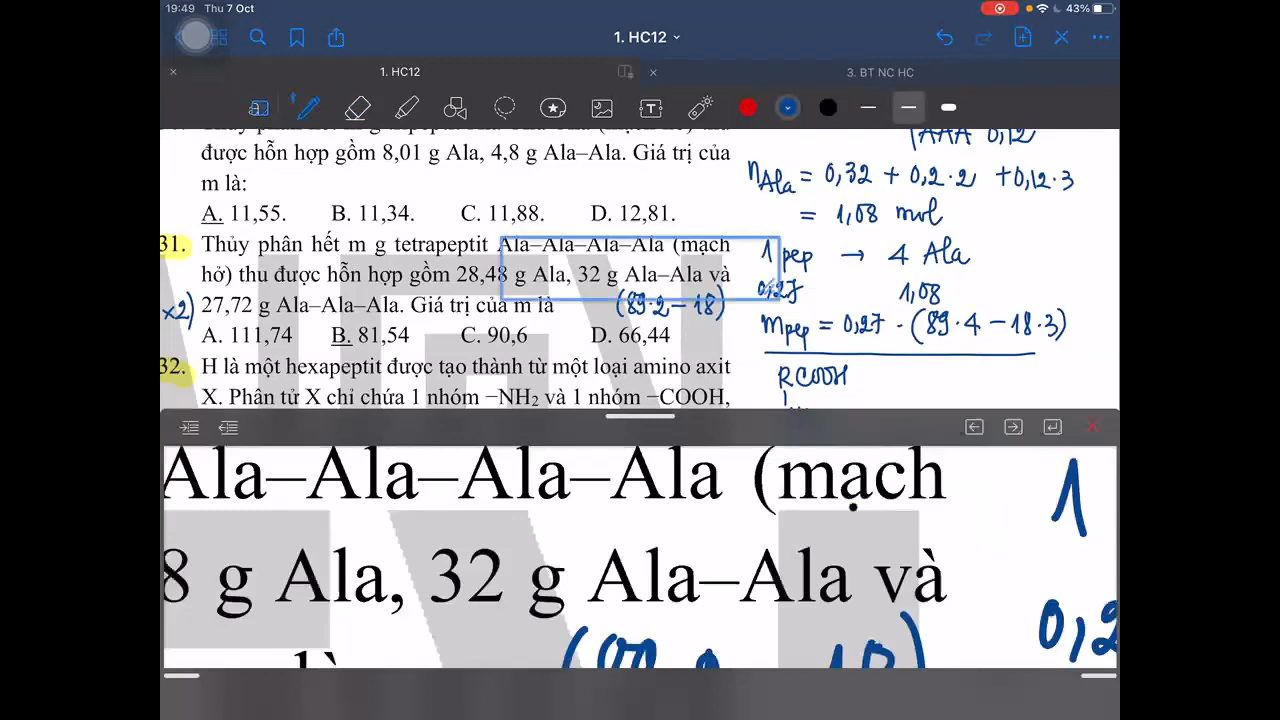 19:49 Thu 7 Oct
43%
1. HC12
1. HC12
3. BT NC HC
được hỗn hợp gồm 8,01 g Ala, 4,8 g Ala–Ala. Giá trị của
m là:
A. 11,55. B. 11,34. C. 11,88. D. 12,81.
31. Thủy phân hết m g tetrapeptit Ala–Ala–Ala–Ala (mạch
hở) thu được hỗn hợp gồm 28,48 g Ala, 32 g Ala–Ala và
27,72 g Ala–Ala–Ala. Giá trị của m là
(89·2 – 18)
×2)
A. 111,74 B. 81,54 C. 90,6 D. 66,44
32. H là một hexapeptit được tạo thành từ một loại amino axit
X. Phân tử X chỉ chứa 1 nhóm −NH₂ và 1 nhóm −COOH,
AAA 0,12
nAla = 0,32 + 0,2·2 + 0,12·3
= 1,08 mol
1 pep → 4 Ala
0,27 1,08
mpep = 0,27 · (89·4 – 18·3)
RCOOH
Ala–Ala–Ala–Ala (mạch
1
8 g Ala, 32 g Ala–Ala và
0,2